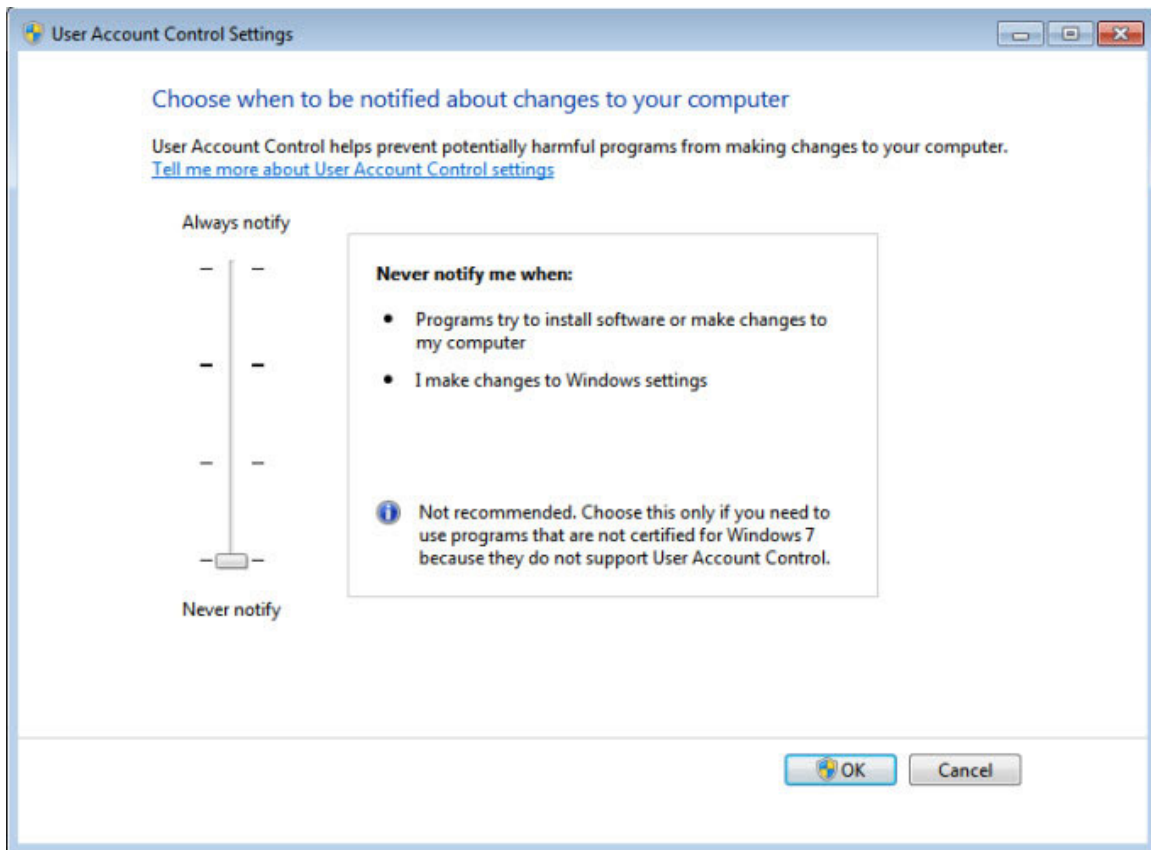 User Account Control Settings
Choose when to be notified about changes to your computer
User Account Control helps prevent potentially harmful programs from making changes to your computer.
Tell me more about User Account Control settings
Always notify
Never notify me when:
Programs try to install software or make changes to
my computer
I make changes to Windows settings
Not recommended. Choose this only if you need to
use programs that are not certified for Windows 7
because they do not support User Account Control.
Never notify
OK
Cancel